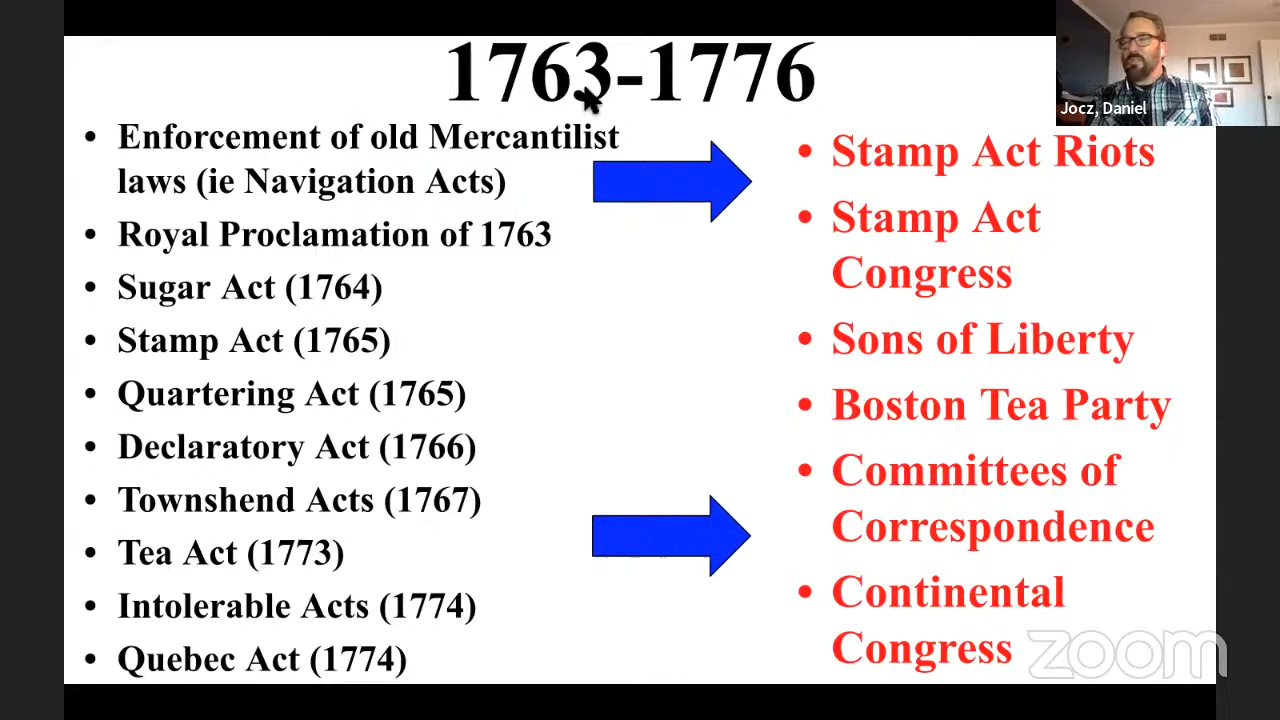 1763-1776
• Enforcement of old Mercantilist
laws (ie Navigation Acts)
• Royal Proclamation of 1763
• Sugar Act (1764)
• Stamp Act (1765)
• Quartering Act (1765)
• Declaratory Act (1766)
• Townshend Acts (1767)
• Tea Act (1773)
• Intolerable Acts (1774)
• Quebec Act (1774)
• Stamp Act Riots
• Stamp Act
Congress
• Sons of Liberty
• Boston Tea Party
• Committees of
Correspondence
• Continental
Congress
Jocz, Daniel
zoom